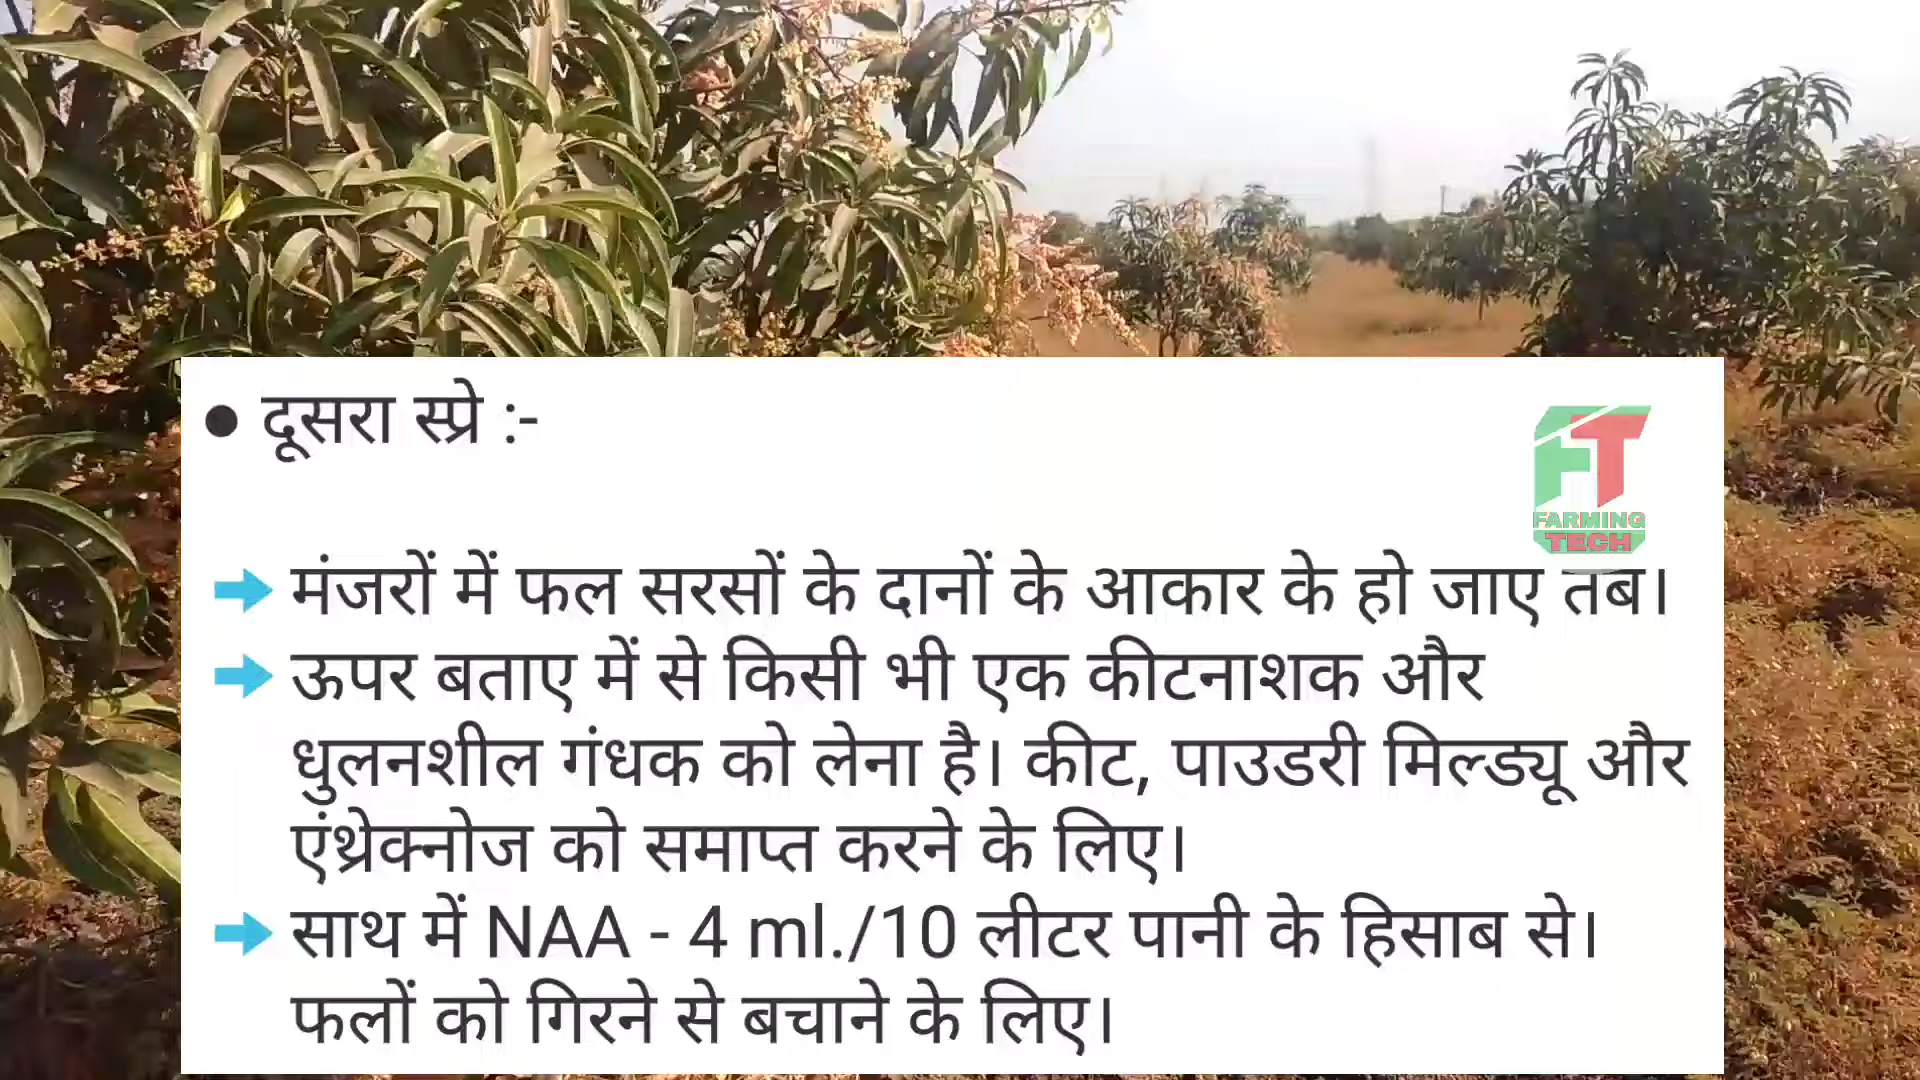 ● दूसरा स्प्रे :-
FT
FARMING
TECH
➡ मंजरों में फल सरसों के दानों के आकार के हो जाए तब।
➡ ऊपर बताए में से किसी भी एक कीटनाशक और
धुलनशील गंधक को लेना है। कीट, पाउडरी मिल्ड्यू और
एंथ्रेक्नोज को समाप्त करने के लिए।
➡ साथ में NAA - 4 ml./10 लीटर पानी के हिसाब से।
फलों को गिरने से बचाने के लिए।